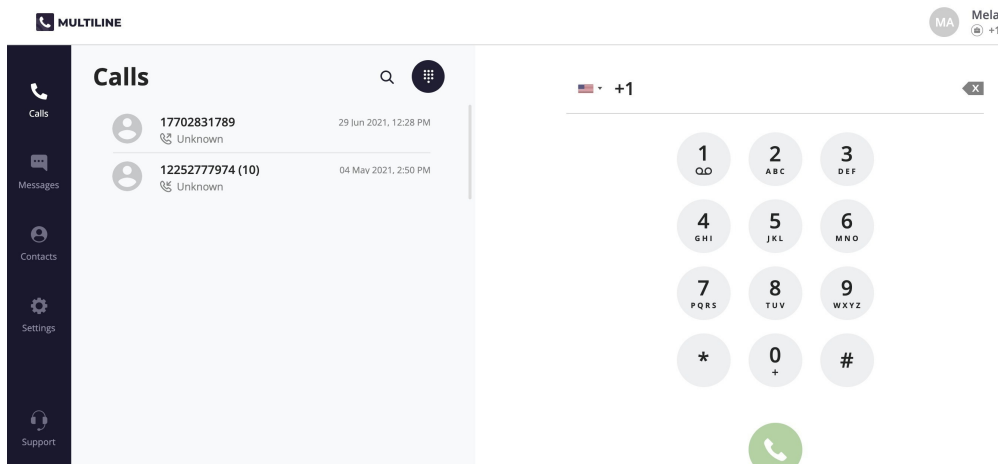 MULTILINE
MA
Mela
+1
Calls
Messages
Contacts
Settings
Support
Calls
17702831789
29 Jun 2021, 12:28 PM
Unknown
12252777974 (10)
04 May 2021, 2:50 PM
Unknown
+1
X
1
2
ABC
3
DEF
4
GHI
5
JKL
6
MNO
7
PQRS
8
TUV
9
WXYZ
*
0
+
#